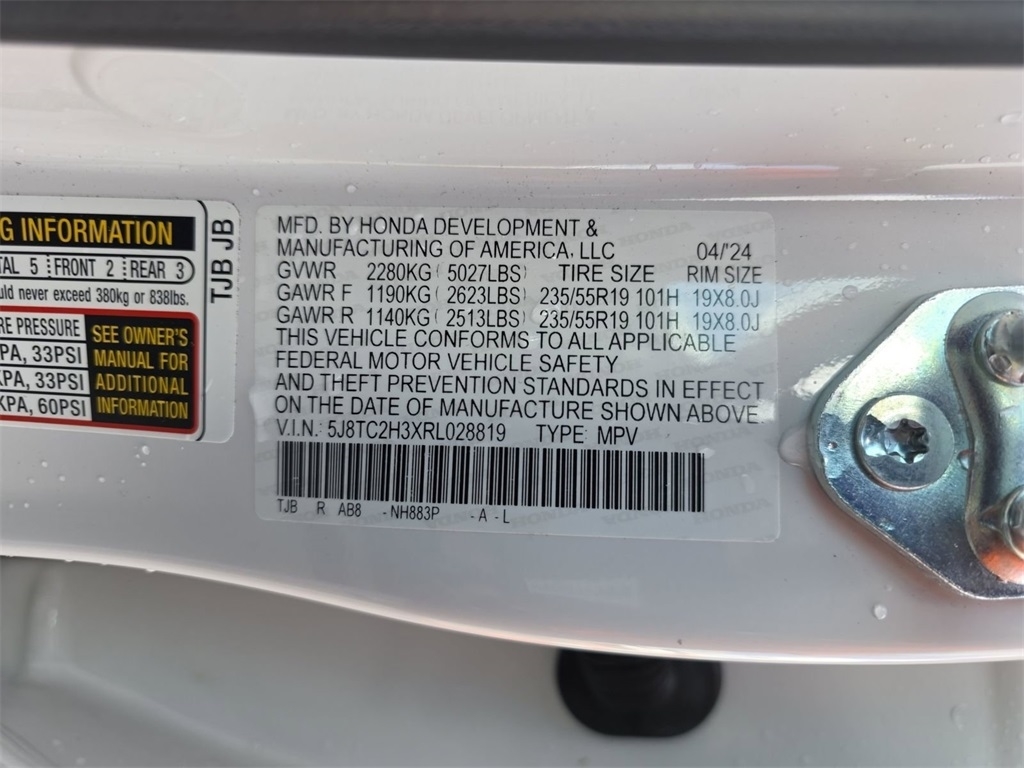 G INFORMATION
TAL 5 FRONT 2 REAR 3
uld never exceed 380kg or 838lbs.
RE PRESSURE
PA, 33PSI
KPA, 33PSI
KPA, 60PSI
SEE OWNER'S
MANUAL FOR
ADDITIONAL
INFORMATION
TJB JB
MFD. BY HONDA DEVELOPMENT &
MANUFACTURING OF AMERICA, LLC 04/'24
GVWR 2280KG ( 5027LBS) TIRE SIZE RIM SIZE
GAWR F 1190KG ( 2623LBS) 235/55R19 101H 19X8.0J
GAWR R 1140KG ( 2513LBS) 235/55R19 101H 19X8.0J
THIS VEHICLE CONFORMS TO ALL APPLICABLE
FEDERAL MOTOR VEHICLE SAFETY
AND THEFT PREVENTION STANDARDS IN EFFECT
ON THE DATE OF MANUFACTURE SHOWN ABOVE
V.I.N.: 5J8TC2H3XRL028819 TYPE: MPV
TJB R AB8 -NH883P -A -L